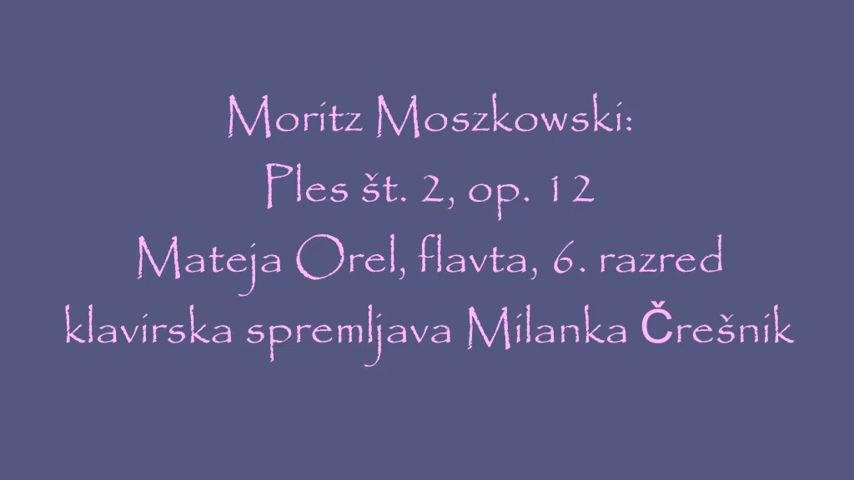 Moritz Moszkowski:
Ples št. 2, op. 12
Mateja Orel, flavta, 6. razred
klavirska spremljava Milanka Črešnik